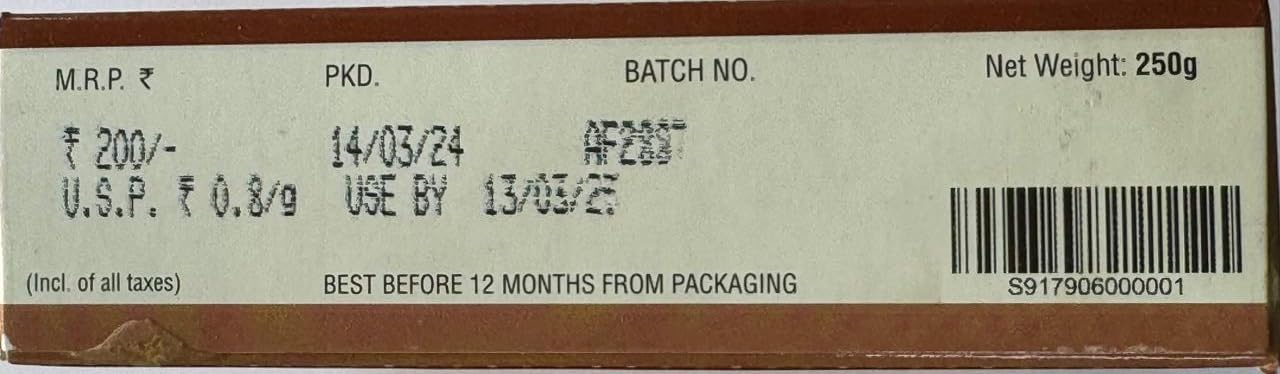 M.R.P. ₹ PKD. BATCH NO. Net Weight: 250g
₹ 200/- 14/03/24
U.S.P. ₹ 0.8/g USE BY 13/03/25
(Incl. of all taxes) BEST BEFORE 12 MONTHS FROM PACKAGING
S917906000001